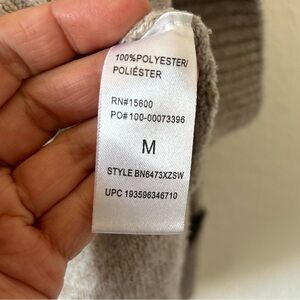 100%POLYESTER/
POLIÉSTER
RN#15600
PO# 100-00073396
M
STYLE BN6473XZSW
UPC 193596346710